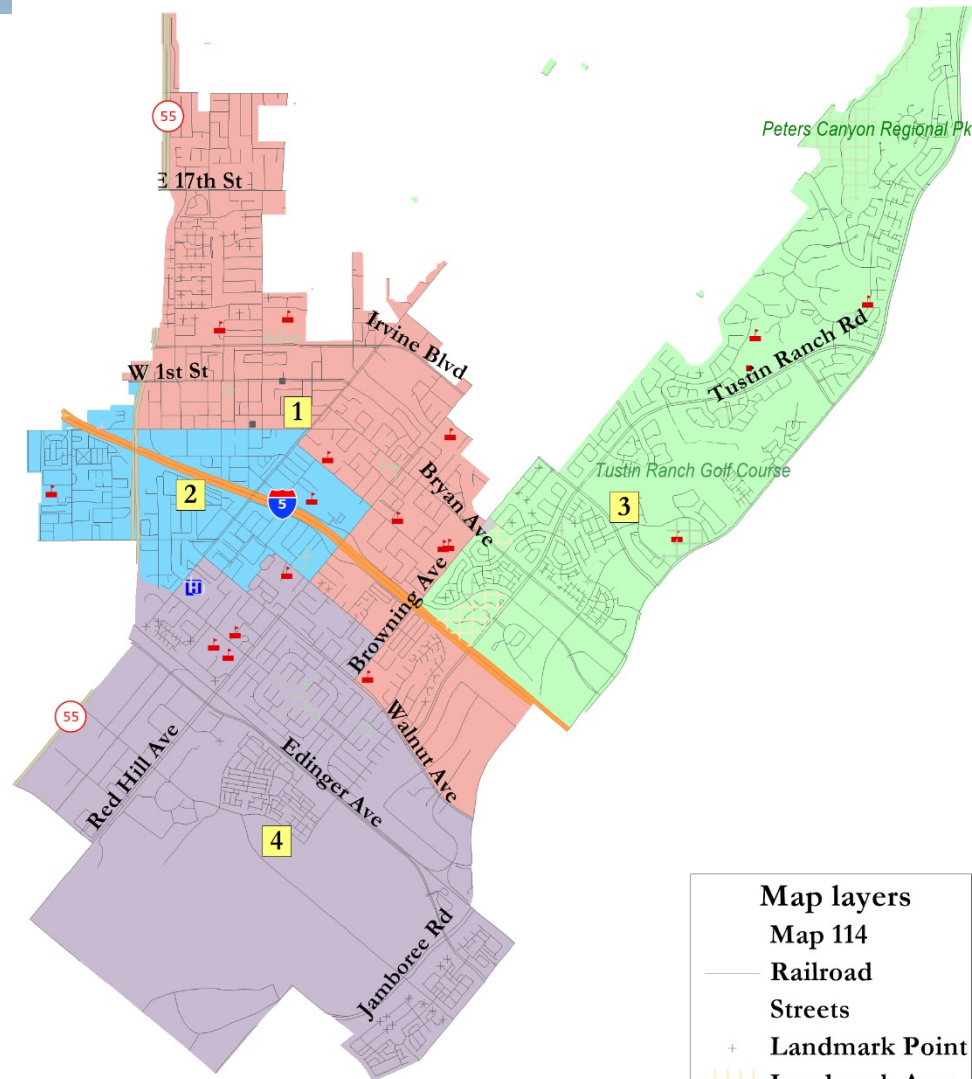 55
Peters Canyon Regional Pk
E 17th St
Irvine Blvd
W 1st St
Tustin Ranch Rd
1
Bryan Ave
Tustin Ranch Golf Course
2
5
3
H
Browning Ave
55
Walnut Ave
Red Hill Ave
Edinger Ave
4
Jamboree Rd
Map layers
Map 114
Railroad
Streets
Landmark Point